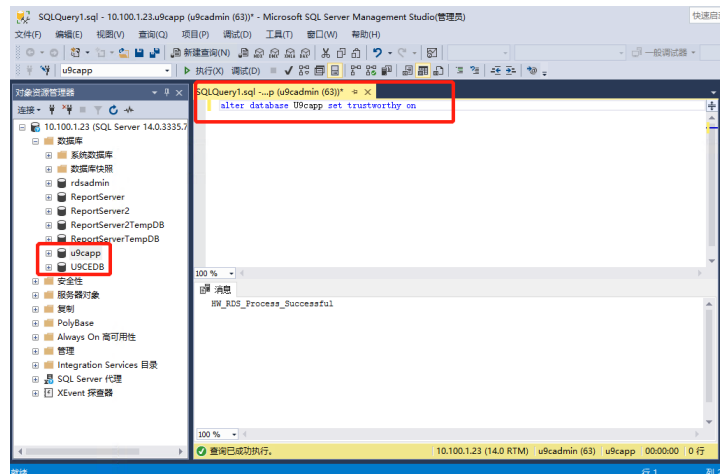 SQLQuery1.sql - 10.100.1.23.u9capp (u9cadmin (63))* - Microsoft SQL Server Management Studio(管理员)
快速启
文件(F) 编辑(E) 视图(V) 查询(Q) 项目(P) 调试(D) 工具(T) 窗口(W) 帮助(H)
新建查询(N) 一般调试器
u9capp 执行(X) 调试(D)
对象资源管理器
SQLQuery1.sql -...p (u9cadmin (63))*
连接
alter database U9capp set trustworthy on
10.100.1.23 (SQL Server 14.0.3335.7
数据库
系统数据库
数据库快照
rdsadmin
ReportServer
ReportServer2
ReportServer2TempDB
ReportServerTempDB
u9capp
U9CEDB
安全性
服务器对象
复制
PolyBase
Always On 高可用性
管理
Integration Services 目录
SQL Server 代理
XEvent 探查器
100 %
消息
HW_RDS_Process_Successful
100 %
查询已成功执行。
10.100.1.23 (14.0 RTM) u9cadmin (63) u9capp 00:00:00 0 行
就绪
行 1